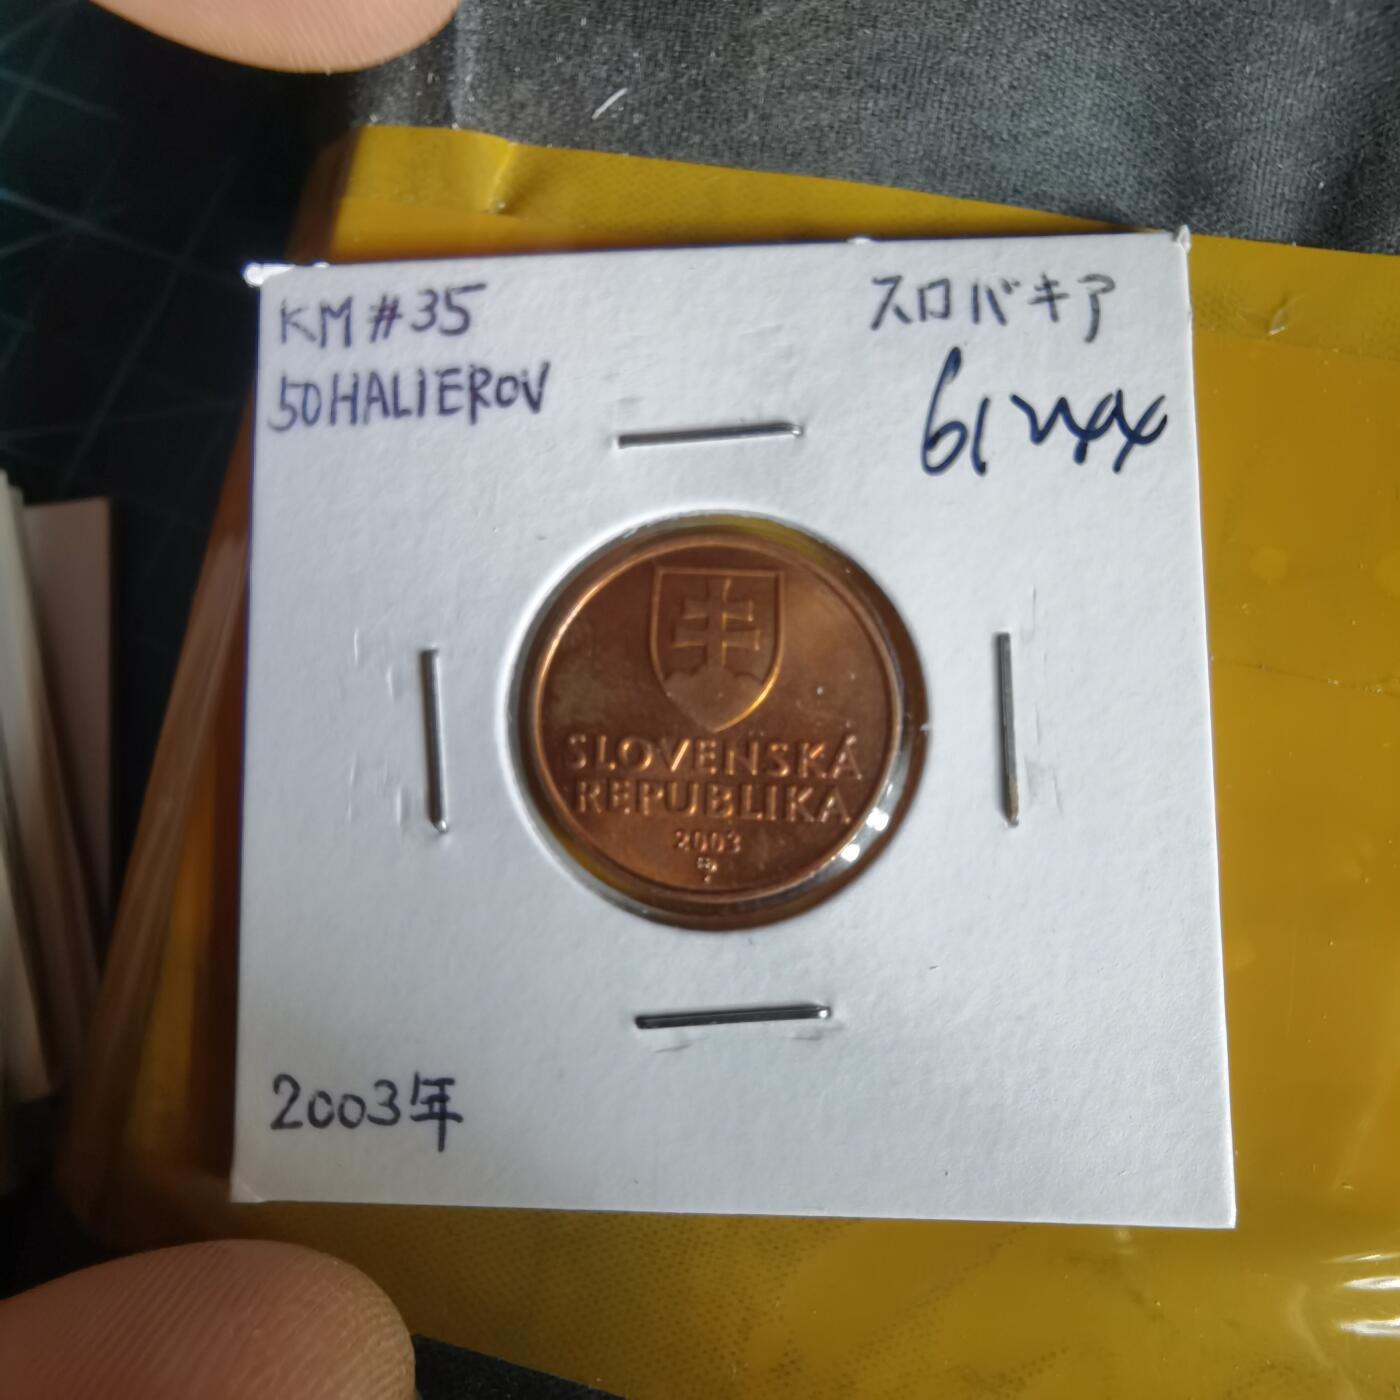 KM#35
50HALIEROV
スロバキア
SLOVENSKÁ
REPUBLIKA
2003
2003年